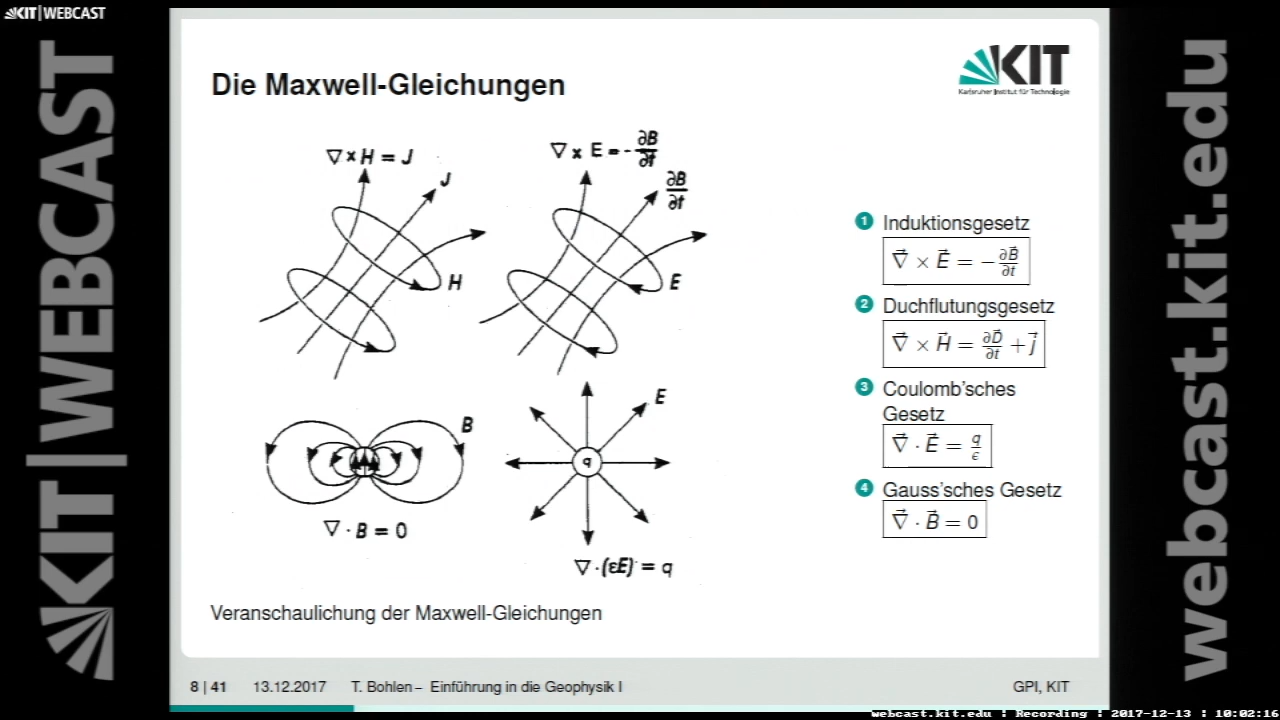 KIT|WEBCAST
KIT|WEBCAST
webcast.kit.edu
Die Maxwell-Gleichungen
KIT
Karlsruher Institut für Technologie
∇ × H = J
J
H
∇ × E = - ∂B/∂t
∂B/∂t
E
B
∇ · B = 0
E
q
∇ · (εE) = q
1 Induktionsgesetz
∇⃗ × E⃗ = −∂B⃗/∂t
2 Duchflutungsgesetz
∇⃗ × H⃗ = ∂D⃗/∂t + j⃗
3 Coulomb'sches
Gesetz
∇⃗ · E⃗ = q/ϵ
4 Gauss'sches Gesetz
∇⃗ · B⃗ = 0
Veranschaulichung der Maxwell-Gleichungen
8 | 41 13.12.2017 T. Bohlen – Einführung in die Geophysik I GPI, KIT
webcast.kit.edu : Recording : 2017-12-13 : 10:02:16